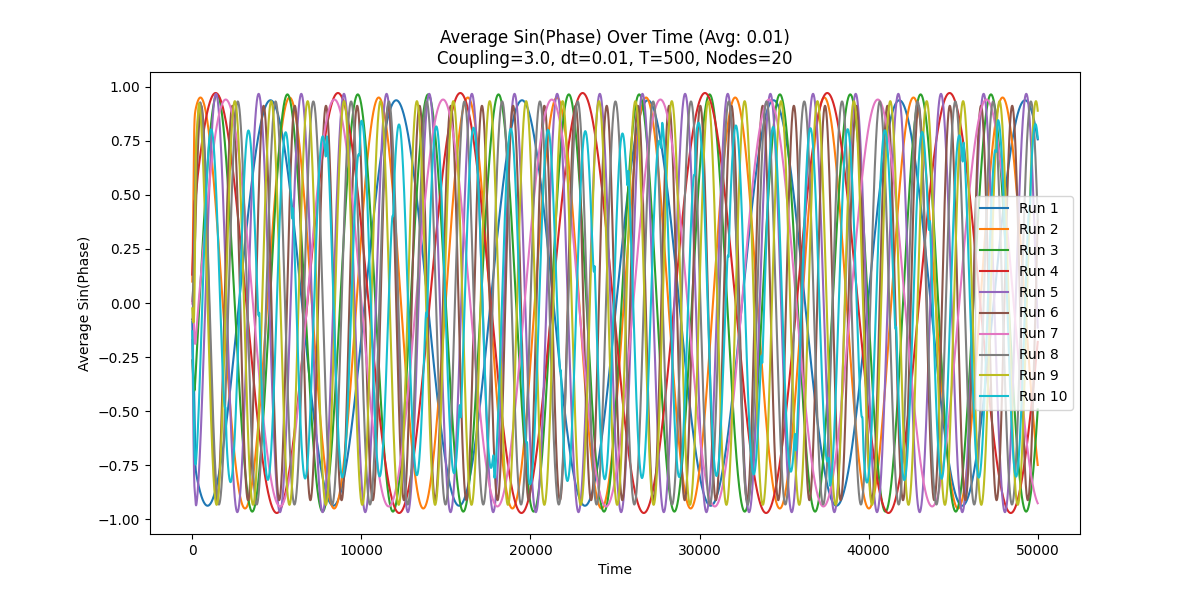 Average Sin(Phase) Over Time (Avg: 0.01)
Coupling=3.0, dt=0.01, T=500, Nodes=20
Average Sin(Phase)
1.00
0.75
0.50
0.25
0.00
−0.25
−0.50
−0.75
−1.00
Run 1
Run 2
Run 3
Run 4
Run 5
Run 6
Run 7
Run 8
Run 9
Run 10
0
10000
20000
30000
40000
50000
Time